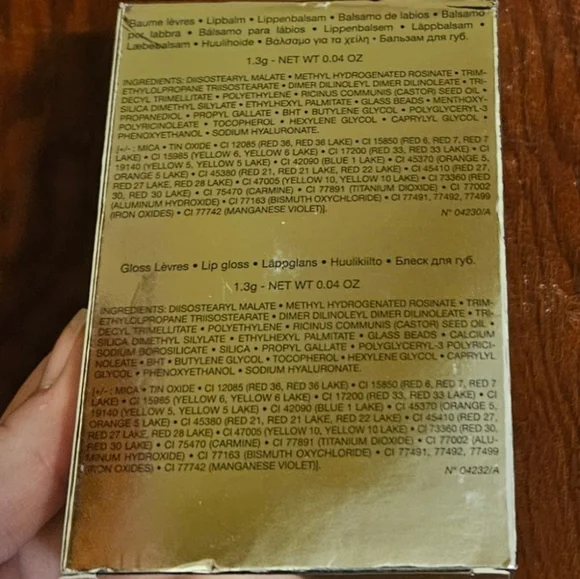 Baume lèvres • Lipbalm • Lippenbalsam • Balsamo de labios • Balsamo
per labbra • Bálsamo para lábios • Lippenbalsem • Läppbalsam •
Læbebalsam • Huulihoide • Βάλσαμο για τα χείλη • Бальзам для губ.
1.3g - NET WT 0.04 OZ
INGREDIENTS: DIISOSTEARYL MALATE • METHYL HYDROGENATED ROSINATE • TRIM-
ETHYLOLPROPANE TRIISOSTEARATE • DIMER DILINOLEYL DIMER DILINOLEATE • TRI-
DECYL TRIMELLITATE • POLYETHYLENE • RICINUS COMMUNIS (CASTOR) SEED OIL •
SILICA DIMETHYL SILYLATE • ETHYLHEXYL PALMITATE • GLASS BEADS • MENTHOXY-
PROPANEDIOL • PROPYL GALLATE • BHT • BUTYLENE GLYCOL • POLYGLYCERYL-3
POLYRICINOLEATE • TOCOPHEROL • HEXYLENE GLYCOL • CAPRYLYL GLYCOL •
PHENOXYETHANOL • SODIUM HYALURONATE.
[+/- : MICA • TIN OXIDE • CI 12085 (RED 36, RED 36 LAKE) • CI 15850 (RED 6, RED 7, RED 7
LAKE) • CI 15985 (YELLOW 6, YELLOW 6 LAKE) • CI 17200 (RED 33, RED 33 LAKE) • CI
19140 (YELLOW 5, YELLOW 5 LAKE) • CI 42090 (BLUE 1 LAKE) • CI 45370 (ORANGE 5,
ORANGE 5 LAKE) • CI 45380 (RED 21, RED 21 LAKE, RED 22 LAKE) • CI 45410 (RED 27,
RED 27 LAKE, RED 28 LAKE) • CI 47005 (YELLOW 10, YELLOW 10 LAKE) • CI 73360 (RED
30, RED 30 LAKE) • CI 75470 (CARMINE) • CI 77891 (TITANIUM DIOXIDE) • CI 77002
(ALUMINUM HYDROXIDE) • CI 77163 (BISMUTH OXYCHLORIDE) • CI 77491, 77492, 77499
(IRON OXIDES) • CI 77742 (MANGANESE VIOLET)]. N° 04230/A
Gloss Lèvres • Lip gloss • Läppglans • Huulikiilto • Блеск для губ.
1.3g - NET WT 0.04 OZ
INGREDIENTS: DIISOSTEARYL MALATE • METHYL HYDROGENATED ROSINATE • TRIM-
ETHYLOLPROPANE TRIISOSTEARATE • DIMER DILINOLEYL DIMER DILINOLEATE • TRI-
DECYL TRIMELLITATE • POLYETHYLENE • RICINUS COMMUNIS (CASTOR) SEED OIL •
SILICA DIMETHYL SILYLATE • ETHYLHEXYL PALMITATE • GLASS BEADS • CALCIUM
SODIUM BOROSILICATE • SILICA • PROPYL GALLATE • POLYGLYCERYL-3 POLYRICI-
NOLEATE • BHT • BUTYLENE GLYCOL • TOCOPHEROL • HEXYLENE GLYCOL • CAPRYLYL
GLYCOL • PHENOXYETHANOL • SODIUM HYALURONATE.
[+/- : MICA • TIN OXIDE • CI 12085 (RED 36, RED 36 LAKE) • CI 15850 (RED 6, RED 7, RED 7
LAKE) • CI 15985 (YELLOW 6, YELLOW 6 LAKE) • CI 17200 (RED 33, RED 33 LAKE) • CI
19140 (YELLOW 5, YELLOW 5 LAKE) • CI 42090 (BLUE 1 LAKE) • CI 45370 (ORANGE 5,
ORANGE 5 LAKE) • CI 45380 (RED 21, RED 21 LAKE, RED 22 LAKE) • CI 45410 (RED 27,
RED 27 LAKE, RED 28 LAKE) • CI 47005 (YELLOW 10, YELLOW 10 LAKE) • CI 73360 (RED 30,
RED 30 LAKE) • CI 75470 (CARMINE) • CI 77891 (TITANIUM DIOXIDE) • CI 77002 (ALU-
MINUM HYDROXIDE) • CI 77163 (BISMUTH OXYCHLORIDE) • CI 77491, 77492, 77499
(IRON OXIDES) • CI 77742 (MANGANESE VIOLET)]. N° 04232/A